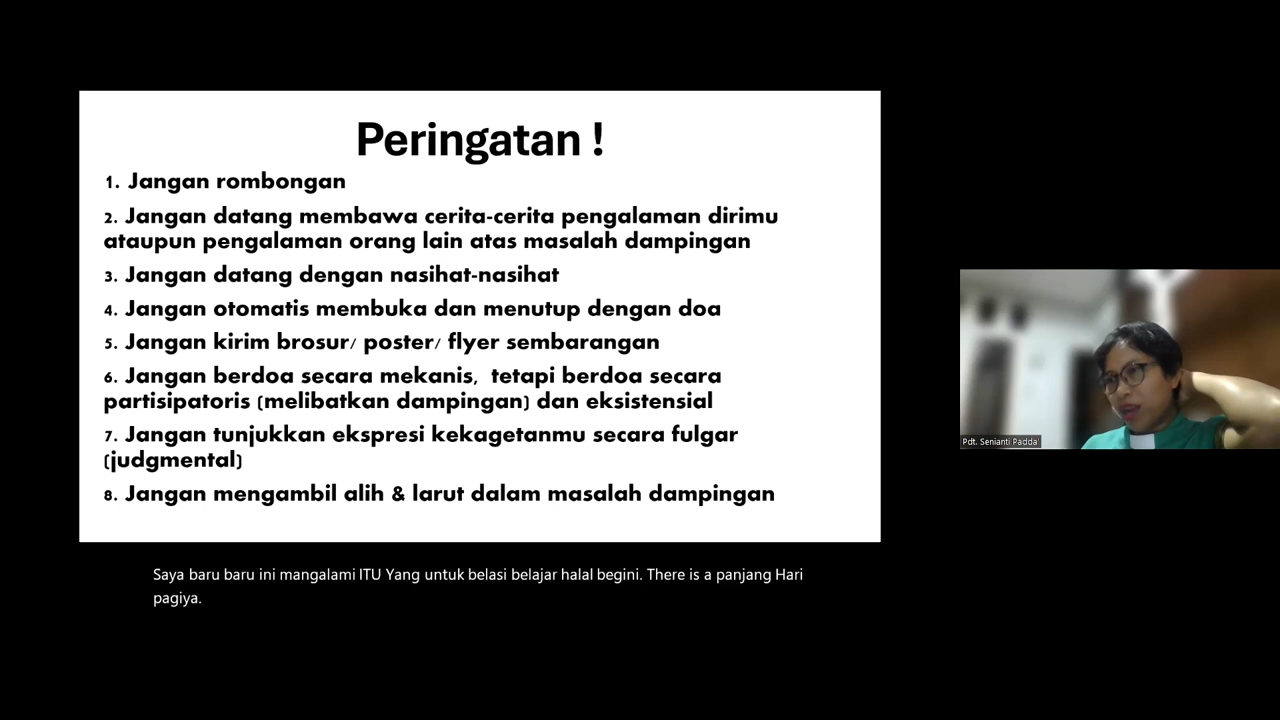 Peringatan !
1. Jangan rombongan
2. Jangan datang membawa cerita-cerita pengalaman dirimu
ataupun pengalaman orang lain atas masalah dampingan
3. Jangan datang dengan nasihat-nasihat
4. Jangan otomatis membuka dan menutup dengan doa
5. Jangan kirim brosur/ poster/ flyer sembarangan
6. Jangan berdoa secara mekanis, tetapi berdoa secara
partisipatoris (melibatkan dampingan) dan eksistensial
7. Jangan tunjukkan ekspresi kekagetanmu secara fulgar
(judgmental)
8. Jangan mengambil alih & larut dalam masalah dampingan
Pdt. Senianti Padda'
Saya baru baru ini mangalami ITU Yang untuk belasi belajar halal begini. There is a panjang Hari
pagiya.